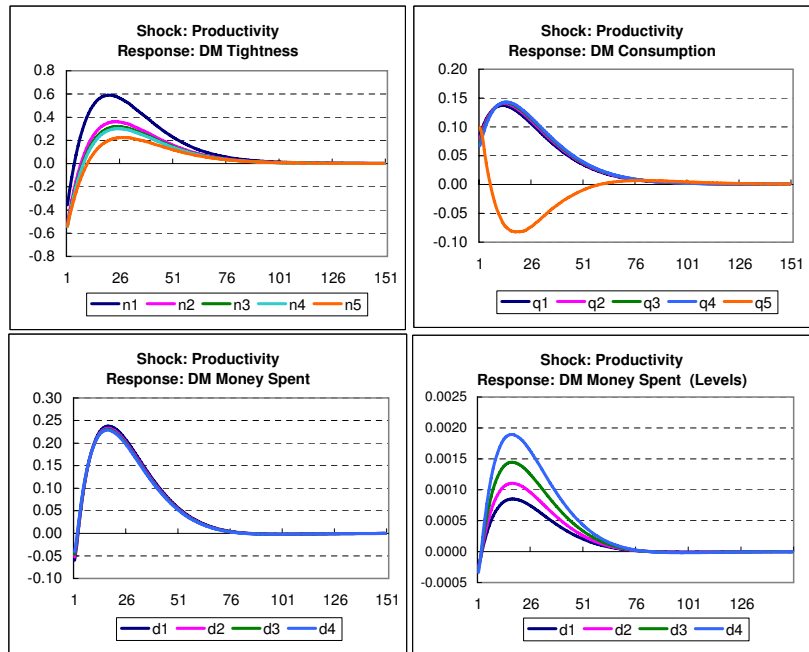 Shock: Productivity
Response: DM Tightness
0.8
0.6
0.4
0.2
0.0
-0.2
-0.4
-0.6
-0.8
1 26 51 76 101 126 151
n1 n2 n3 n4 n5
Shock: Productivity
Response: DM Consumption
0.20
0.15
0.10
0.05
0.00
-0.05
-0.10
1 26 51 76 101 126 151
q1 q2 q3 q4 q5
Shock: Productivity
Response: DM Money Spent
0.30
0.25
0.20
0.15
0.10
0.05
0.00
-0.05
-0.10
1 26 51 76 101 126 151
d1 d2 d3 d4
Shock: Productivity
Response: DM Money Spent (Levels)
0.0025
0.0020
0.0015
0.0010
0.0005
0.0000
-0.0005
1 26 51 76 101 126
d1 d2 d3 d4